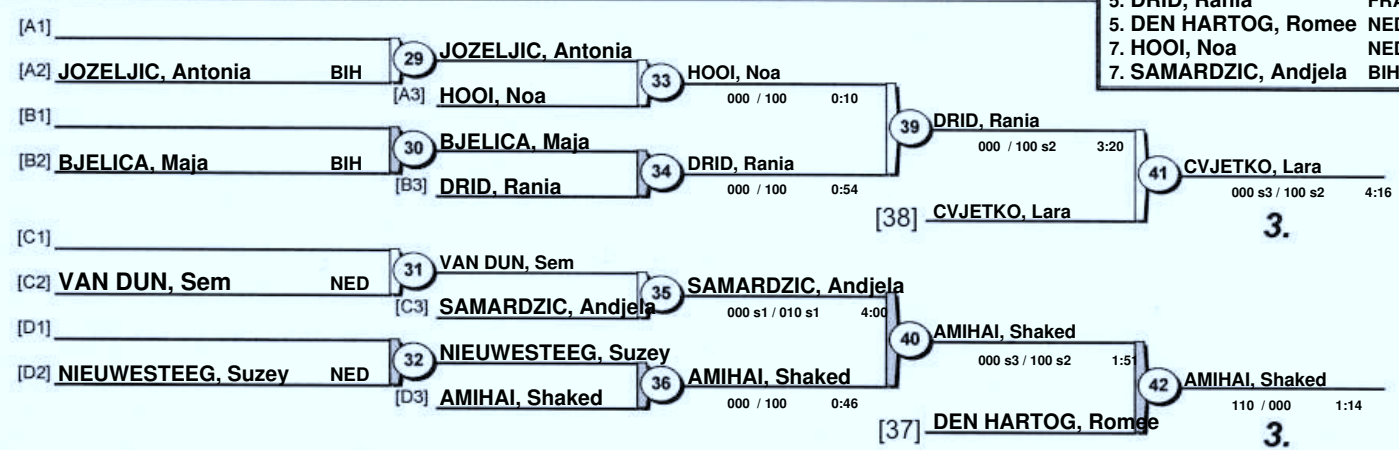 5. DRID, Rania FRA
5. DEN HARTOG, Romee NED
7. HOOI, Noa NED
7. SAMARDZIC, Andjela BIH
[A1]
[A2] JOZELJIC, Antonia BIH
29
JOZELJIC, Antonia
[A3] HOOI, Noa
33
HOOI, Noa
000 / 100 0:10
[B1]
[B2] BJELICA, Maja BIH
30
BJELICA, Maja
[B3] DRID, Rania
34
DRID, Rania
000 / 100 0:54
39
DRID, Rania
000 / 100 s2 3:20
[38] CVJETKO, Lara
41
CVJETKO, Lara
000 s3 / 100 s2 4:16
3.
[C1]
[C2] VAN DUN, Sem NED
31
VAN DUN, Sem
[C3] SAMARDZIC, Andjela
35
SAMARDZIC, Andjela
000 s1 / 010 s1 4:00
[D1]
[D2] NIEUWESTEEG, Suzey NED
32
NIEUWESTEEG, Suzey
[D3] AMIHAI, Shaked
36
AMIHAI, Shaked
000 / 100 0:46
40
AMIHAI, Shaked
000 s3 / 100 s2 1:51
[37] DEN HARTOG, Romee
42
AMIHAI, Shaked
110 / 000 1:14
3.